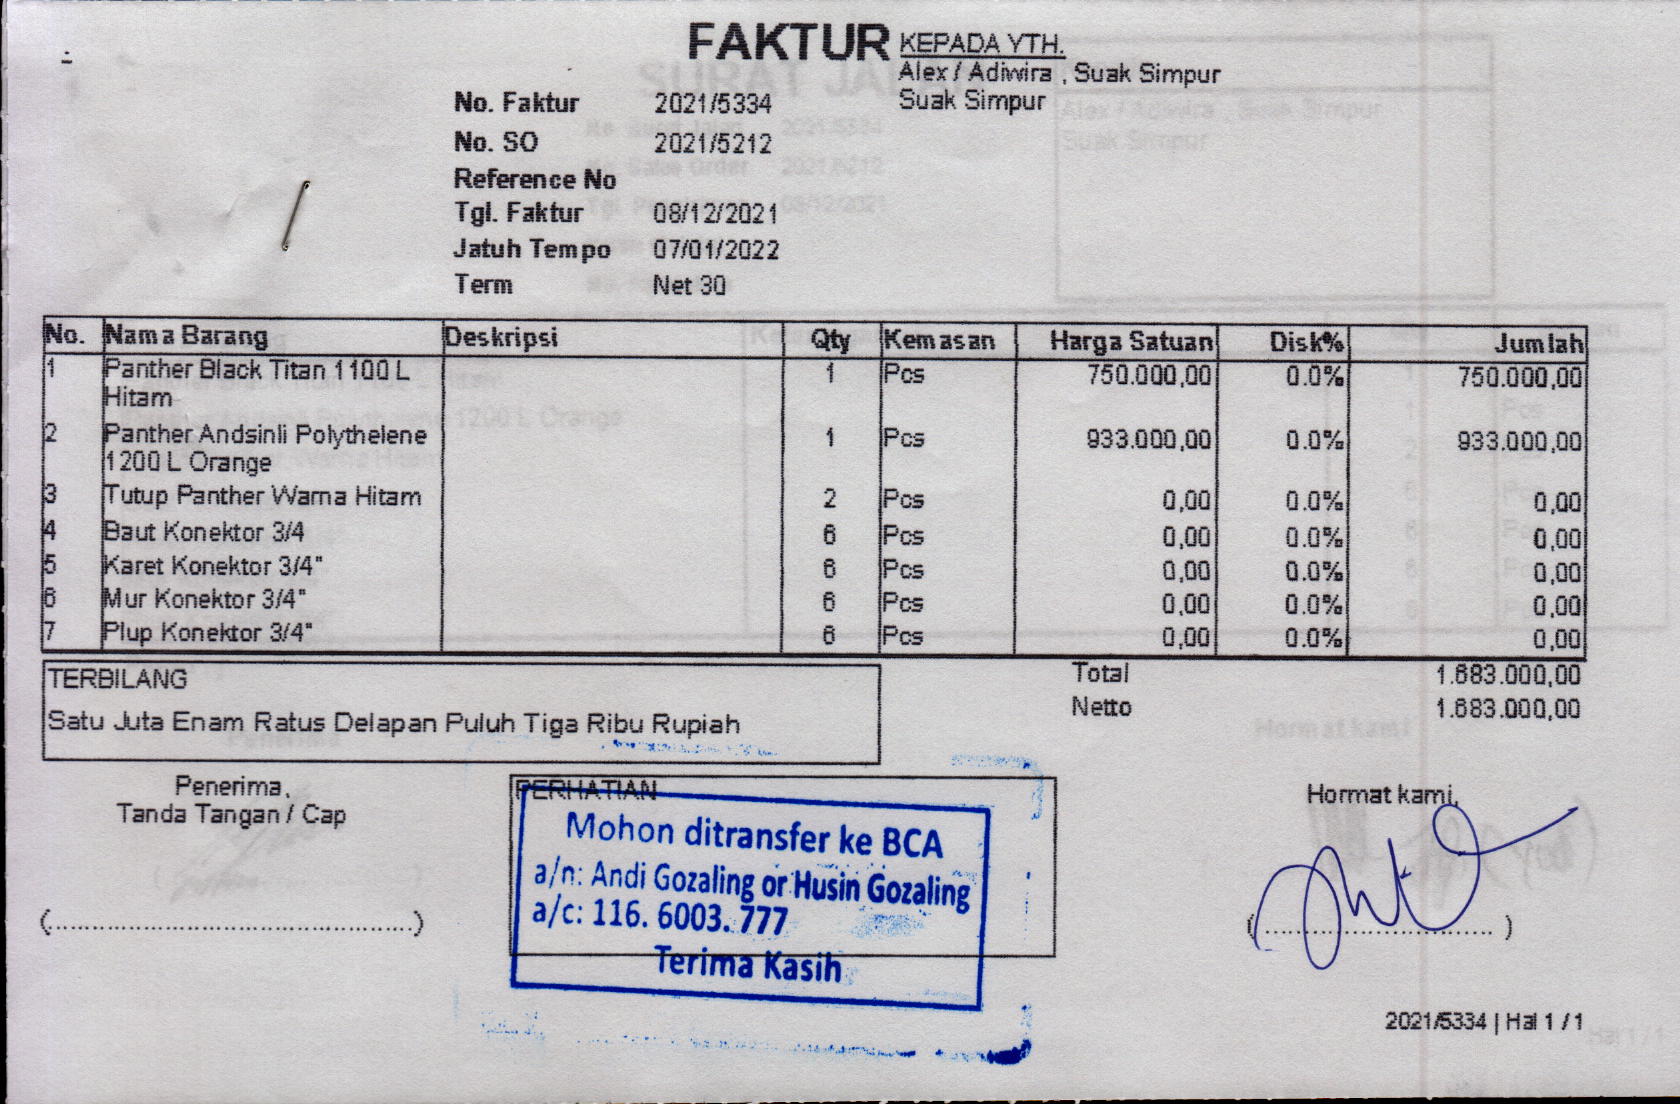 FAKTUR
KEPADA YTH.
Alex / Adiwira , Suak Simpur
Suak Simpur
No. Faktur 2021/5334
No. SO 2021/5212
Reference No
Tgl. Faktur 08/12/2021
Jatuh Tempo 07/01/2022
Term Net 30
No. Nama Barang Deskripsi Qty Kemasan Harga Satuan Disk% Jumlah
1 Panther Black Titan 1100 L 1 Pcs 750.000,00 0.0% 750.000,00
Hitam
2 Panther Andsinli Polythelene 1 Pcs 933.000,00 0.0% 933.000,00
1200 L Orange
3 Tutup Panther Warna Hitam 2 Pcs 0,00 0.0% 0,00
4 Baut Konektor 3/4 6 Pcs 0,00 0.0% 0,00
5 Karet Konektor 3/4" 6 Pcs 0,00 0.0% 0,00
6 Mur Konektor 3/4" 6 Pcs 0,00 0.0% 0,00
7 Plup Konektor 3/4" 6 Pcs 0,00 0.0% 0,00
Total 1.683.000,00
Netto 1.683.000,00
TERBILANG
Satu Juta Enam Ratus Delapan Puluh Tiga Ribu Rupiah
Penerima,
Tanda Tangan / Cap
(................................................)
PERHATIAN
Mohon ditransfer ke BCA
a/n: Andi Gozaling or Husin Gozaling
a/c: 116. 6003. 777
Terima Kasih
Hormat kami,
(................................)
2021/5334 | Hal 1 / 1